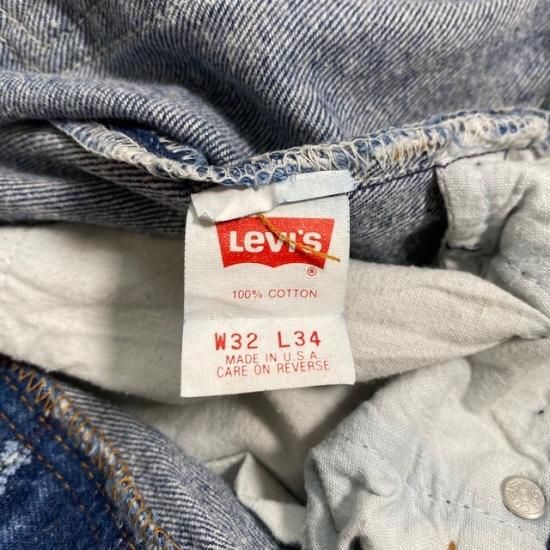 LEVI'S
®
100% COTTON
W32 L34
MADE IN U.S.A.
CARE ON REVERSE